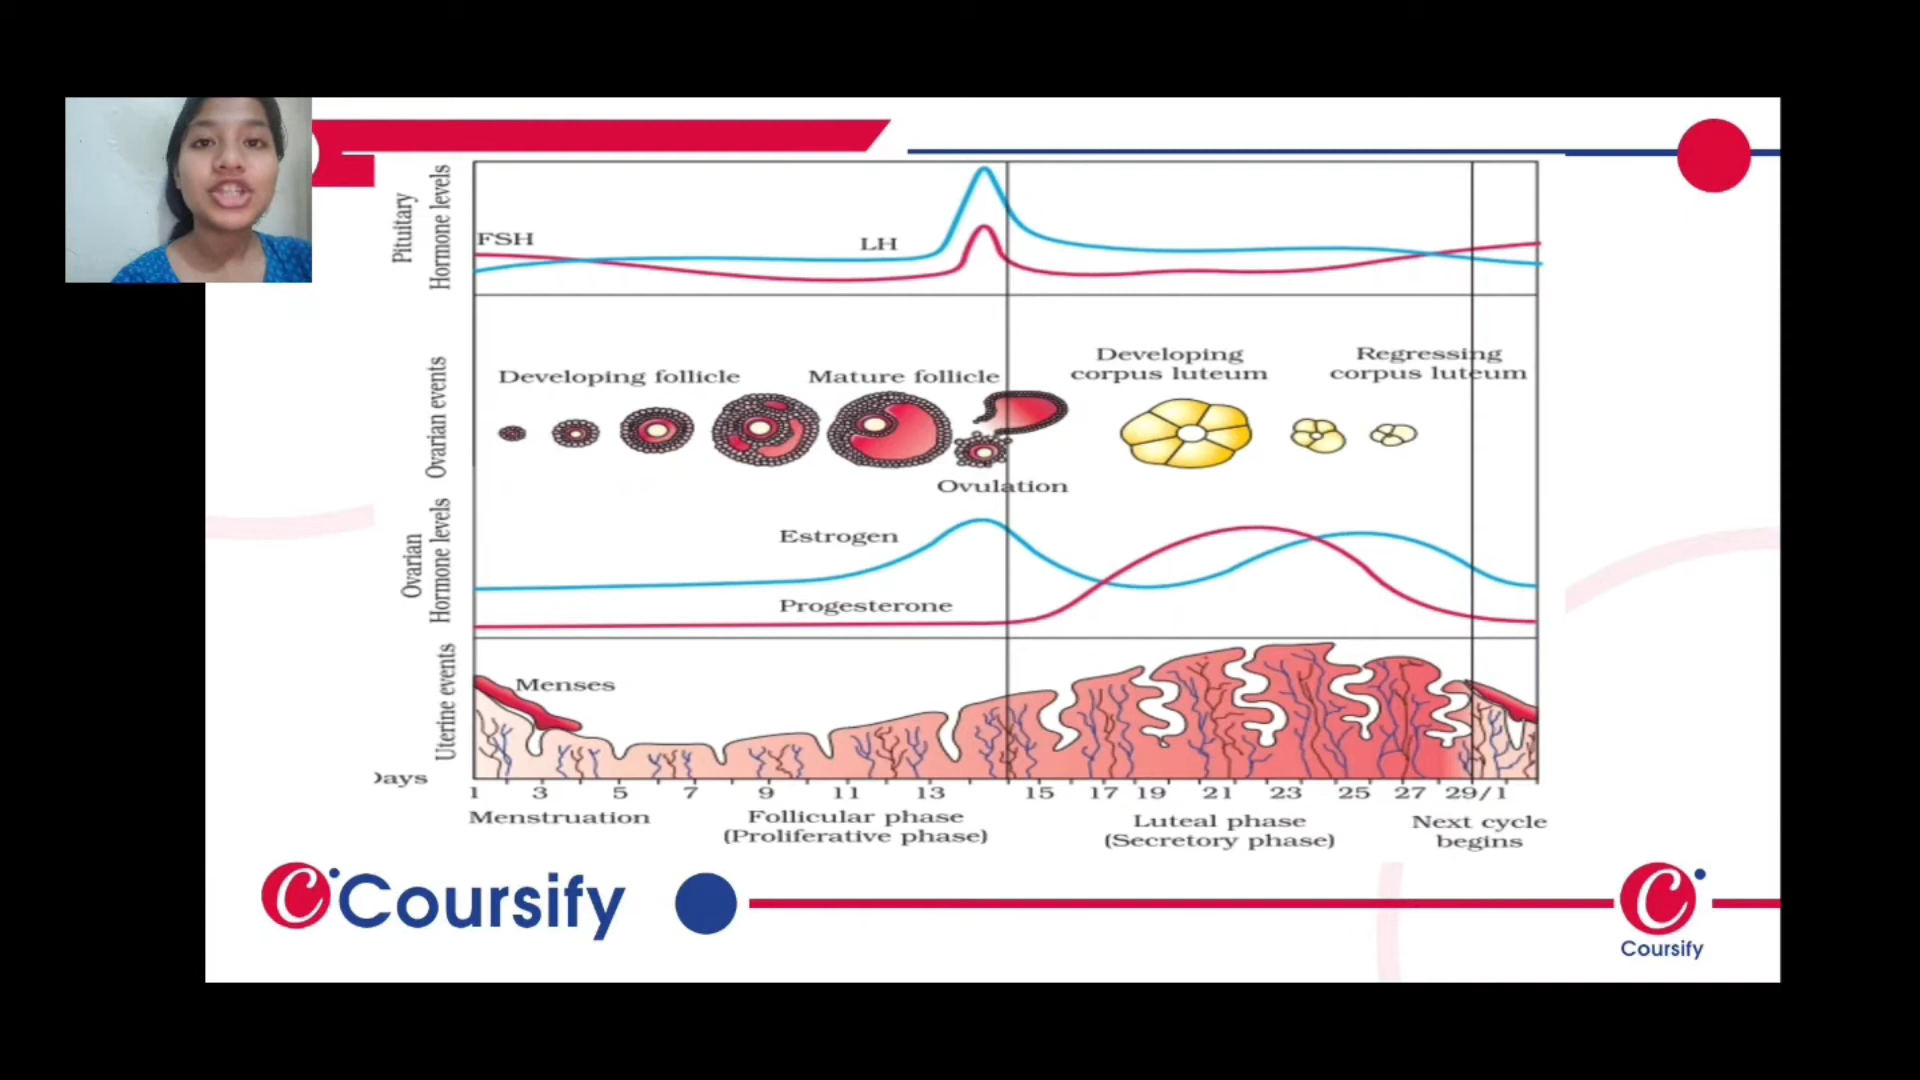 Pituitary
Hormone levels
FSH
LH
Ovarian events
Developing follicle
Mature follicle
Developing
corpus luteum
Regressing
corpus luteum
Ovulation
Ovarian
Hormone levels
Estrogen
Progesterone
Uterine events
Menses
Days
1 3 5 7 9 11 13 15 17 19 21 23 25 27 29/1
Menstruation
Follicular phase
(Proliferative phase)
Luteal phase
(Secretory phase)
Next cycle
begins
Coursify
Coursify